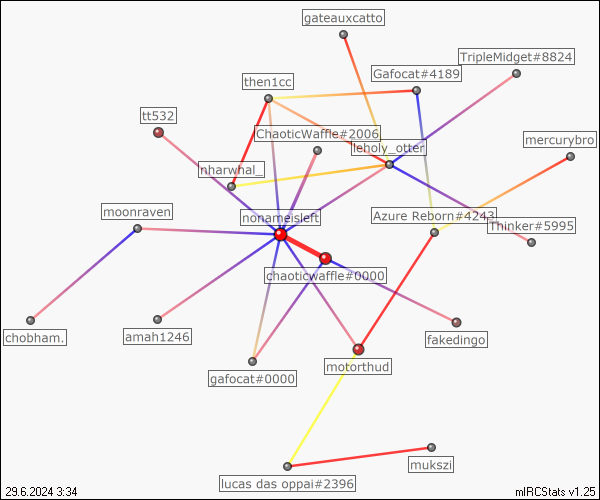 gateauxcatto
TripleMidget#8824
Gafocat#4189
then1cc
tt532
ChaoticWaffle#2006
mercurybro
leholy_otter
nharwhal_
moonraven
nonameisleft
Azure Reborn#4243
Thinker#5995
chaoticwaffle#0000
chobham.
amah1246
fakedingo
motorthud
gafocat#0000
mukszi
lucas das oppai#2396
29.6.2024 3:34
mIRCStats v1.25